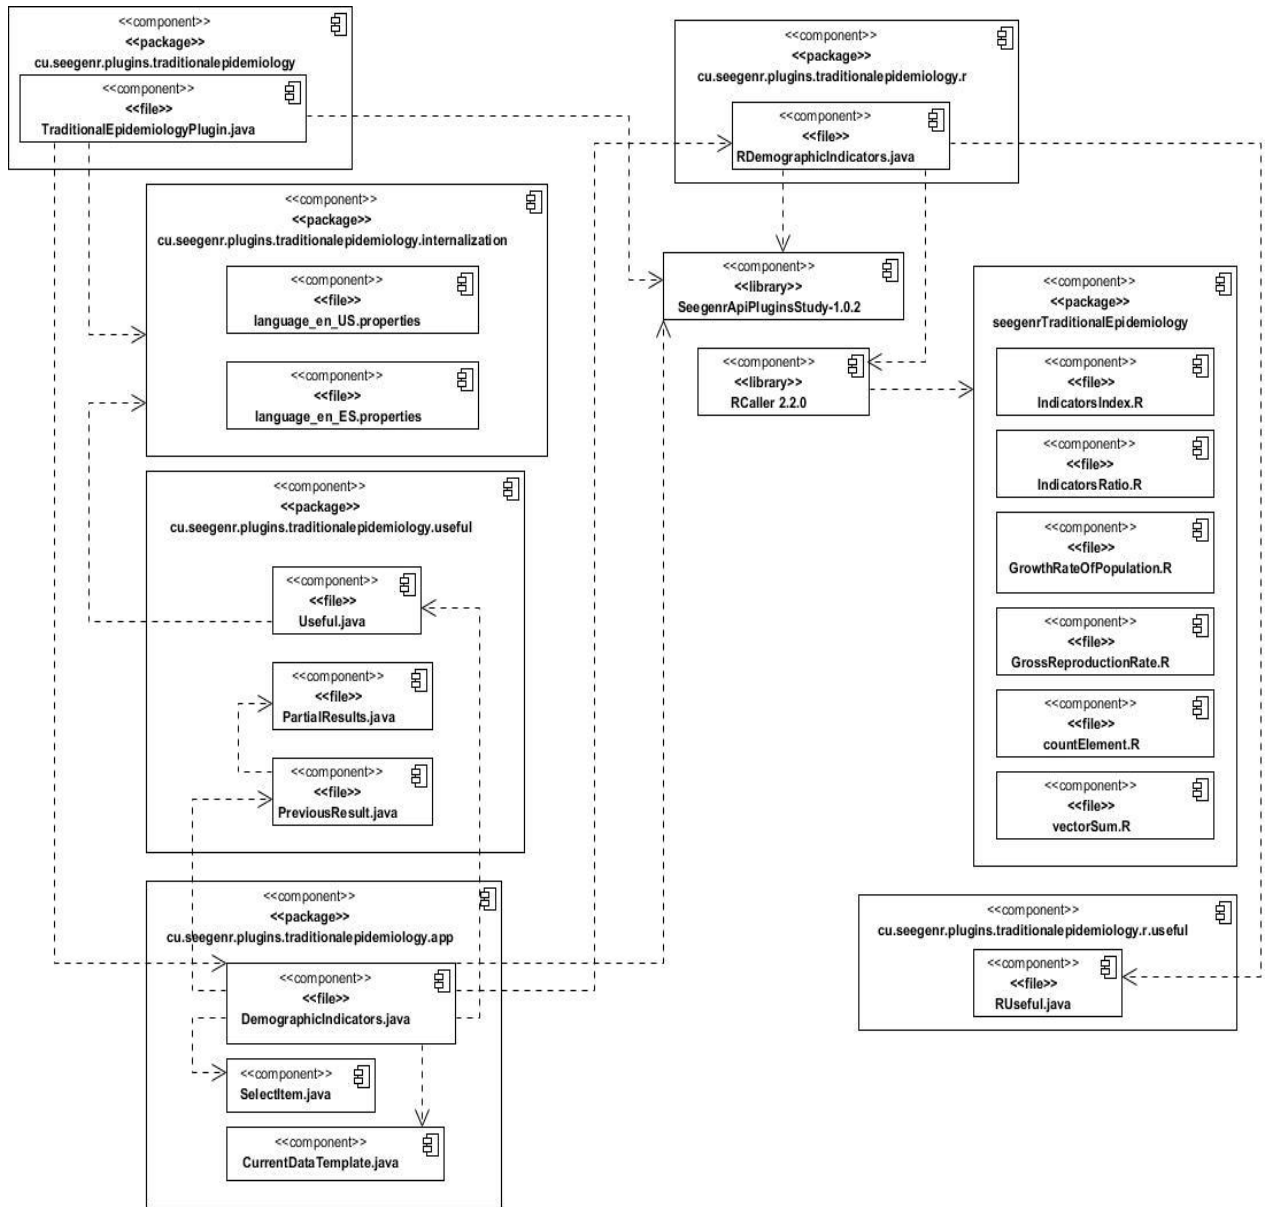 <<component>>
<<package>>
cu.seegenr.plugins.traditionalepidemiology
<<component>>
<<file>>
TraditionalEpidemiologyPlugin.java
<<component>>
<<package>>
cu.seegenr.plugins.traditionalepidemiology.r
<<component>>
<<file>>
RDemographicIndicators.java
<<component>>
<<package>>
cu.seegenr.plugins.traditionalepidemiology.internalization
<<component>>
<<file>>
language_en_US.properties
<<component>>
<<file>>
language_en_ES.properties
<<component>>
<<library>>
SeegenrApiPluginsStudy-1.0.2
<<component>>
<<library>>
RCaller 2.2.0
<<component>>
<<package>>
seegenrTraditionalEpidemiology
<<component>>
<<file>>
IndicatorsIndex.R
<<component>>
<<file>>
IndicatorsRatio.R
<<component>>
<<file>>
GrowthRateOfPopulation.R
<<component>>
<<file>>
GrossReproductionRate.R
<<component>>
<<file>>
countElement.R
<<component>>
<<file>>
vectorSum.R
<<component>>
<<package>>
cu.seegenr.plugins.traditionalepidemiology.useful
<<component>>
<<file>>
Useful.java
<<component>>
<<file>>
PartialResults.java
<<component>>
<<file>>
PreviousResult.java
<<component>>
<<package>>
cu.seegenr.plugins.traditionalepidemiology.app
<<component>>
<<file>>
DemographicIndicators.java
<<component>>
SelectItem.java
<<component>>
CurrentDataTemplate.java
<<component>>
<<package>>
cu.seegenr.plugins.traditionalepidemiology.r.useful
<<component>>
<<file>>
RUseful.java